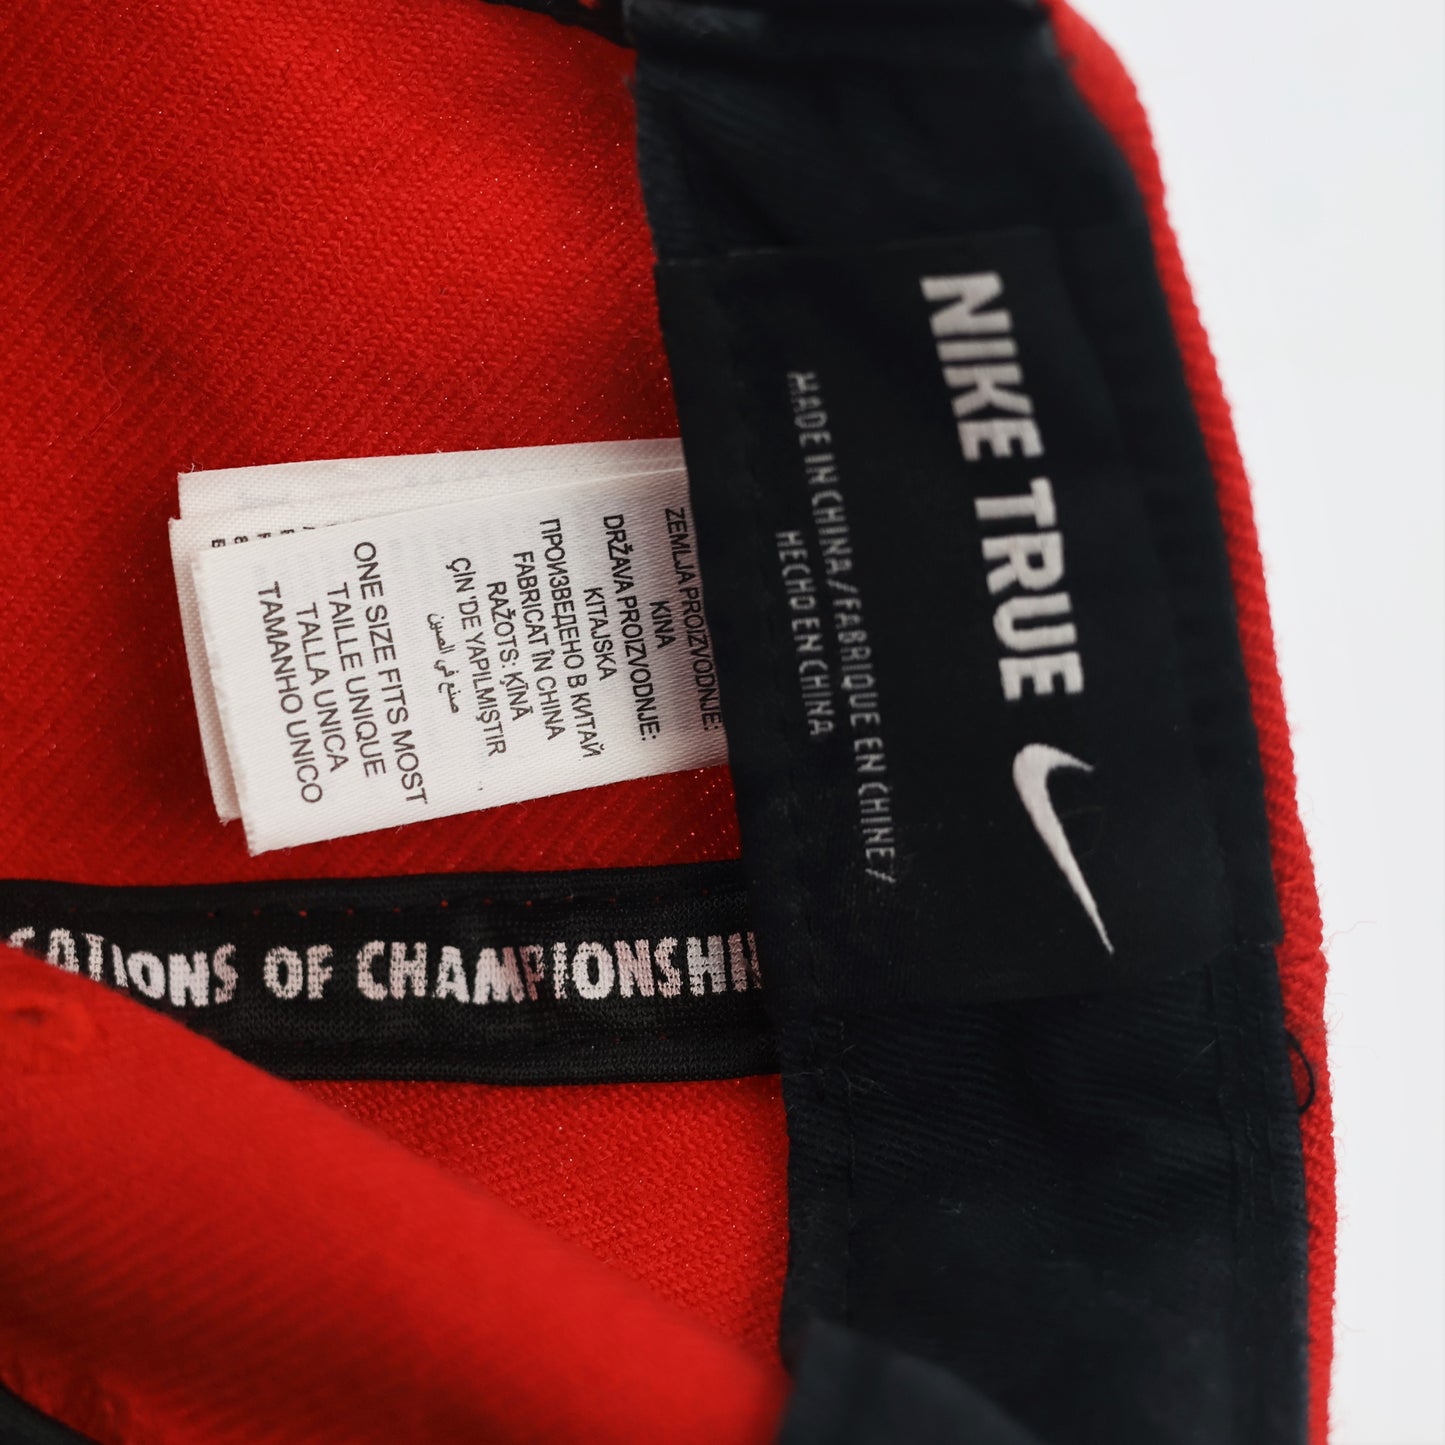 NIKE TRUE
MADE IN CHINA / FABRIQUE EN CHINE /
HECHO EN CHINA
ZEMLJA PROIZVODNJE:
KINA
DRŽAVA PROIZVODNJE:
KITAJSKA
ПРОИЗВЕДЕНО В КИТАЙ
FABRICAT ÎN CHINA
RAŽOTS: ĶĪNĀ
ÇİN 'DE YAPILMIŞTIR
صنع في الصين
ONE SIZE FITS MOST
TAILLE UNIQUE
TALLA UNICA
TAMANHO UNICO
OF CHAMPIONSHIP